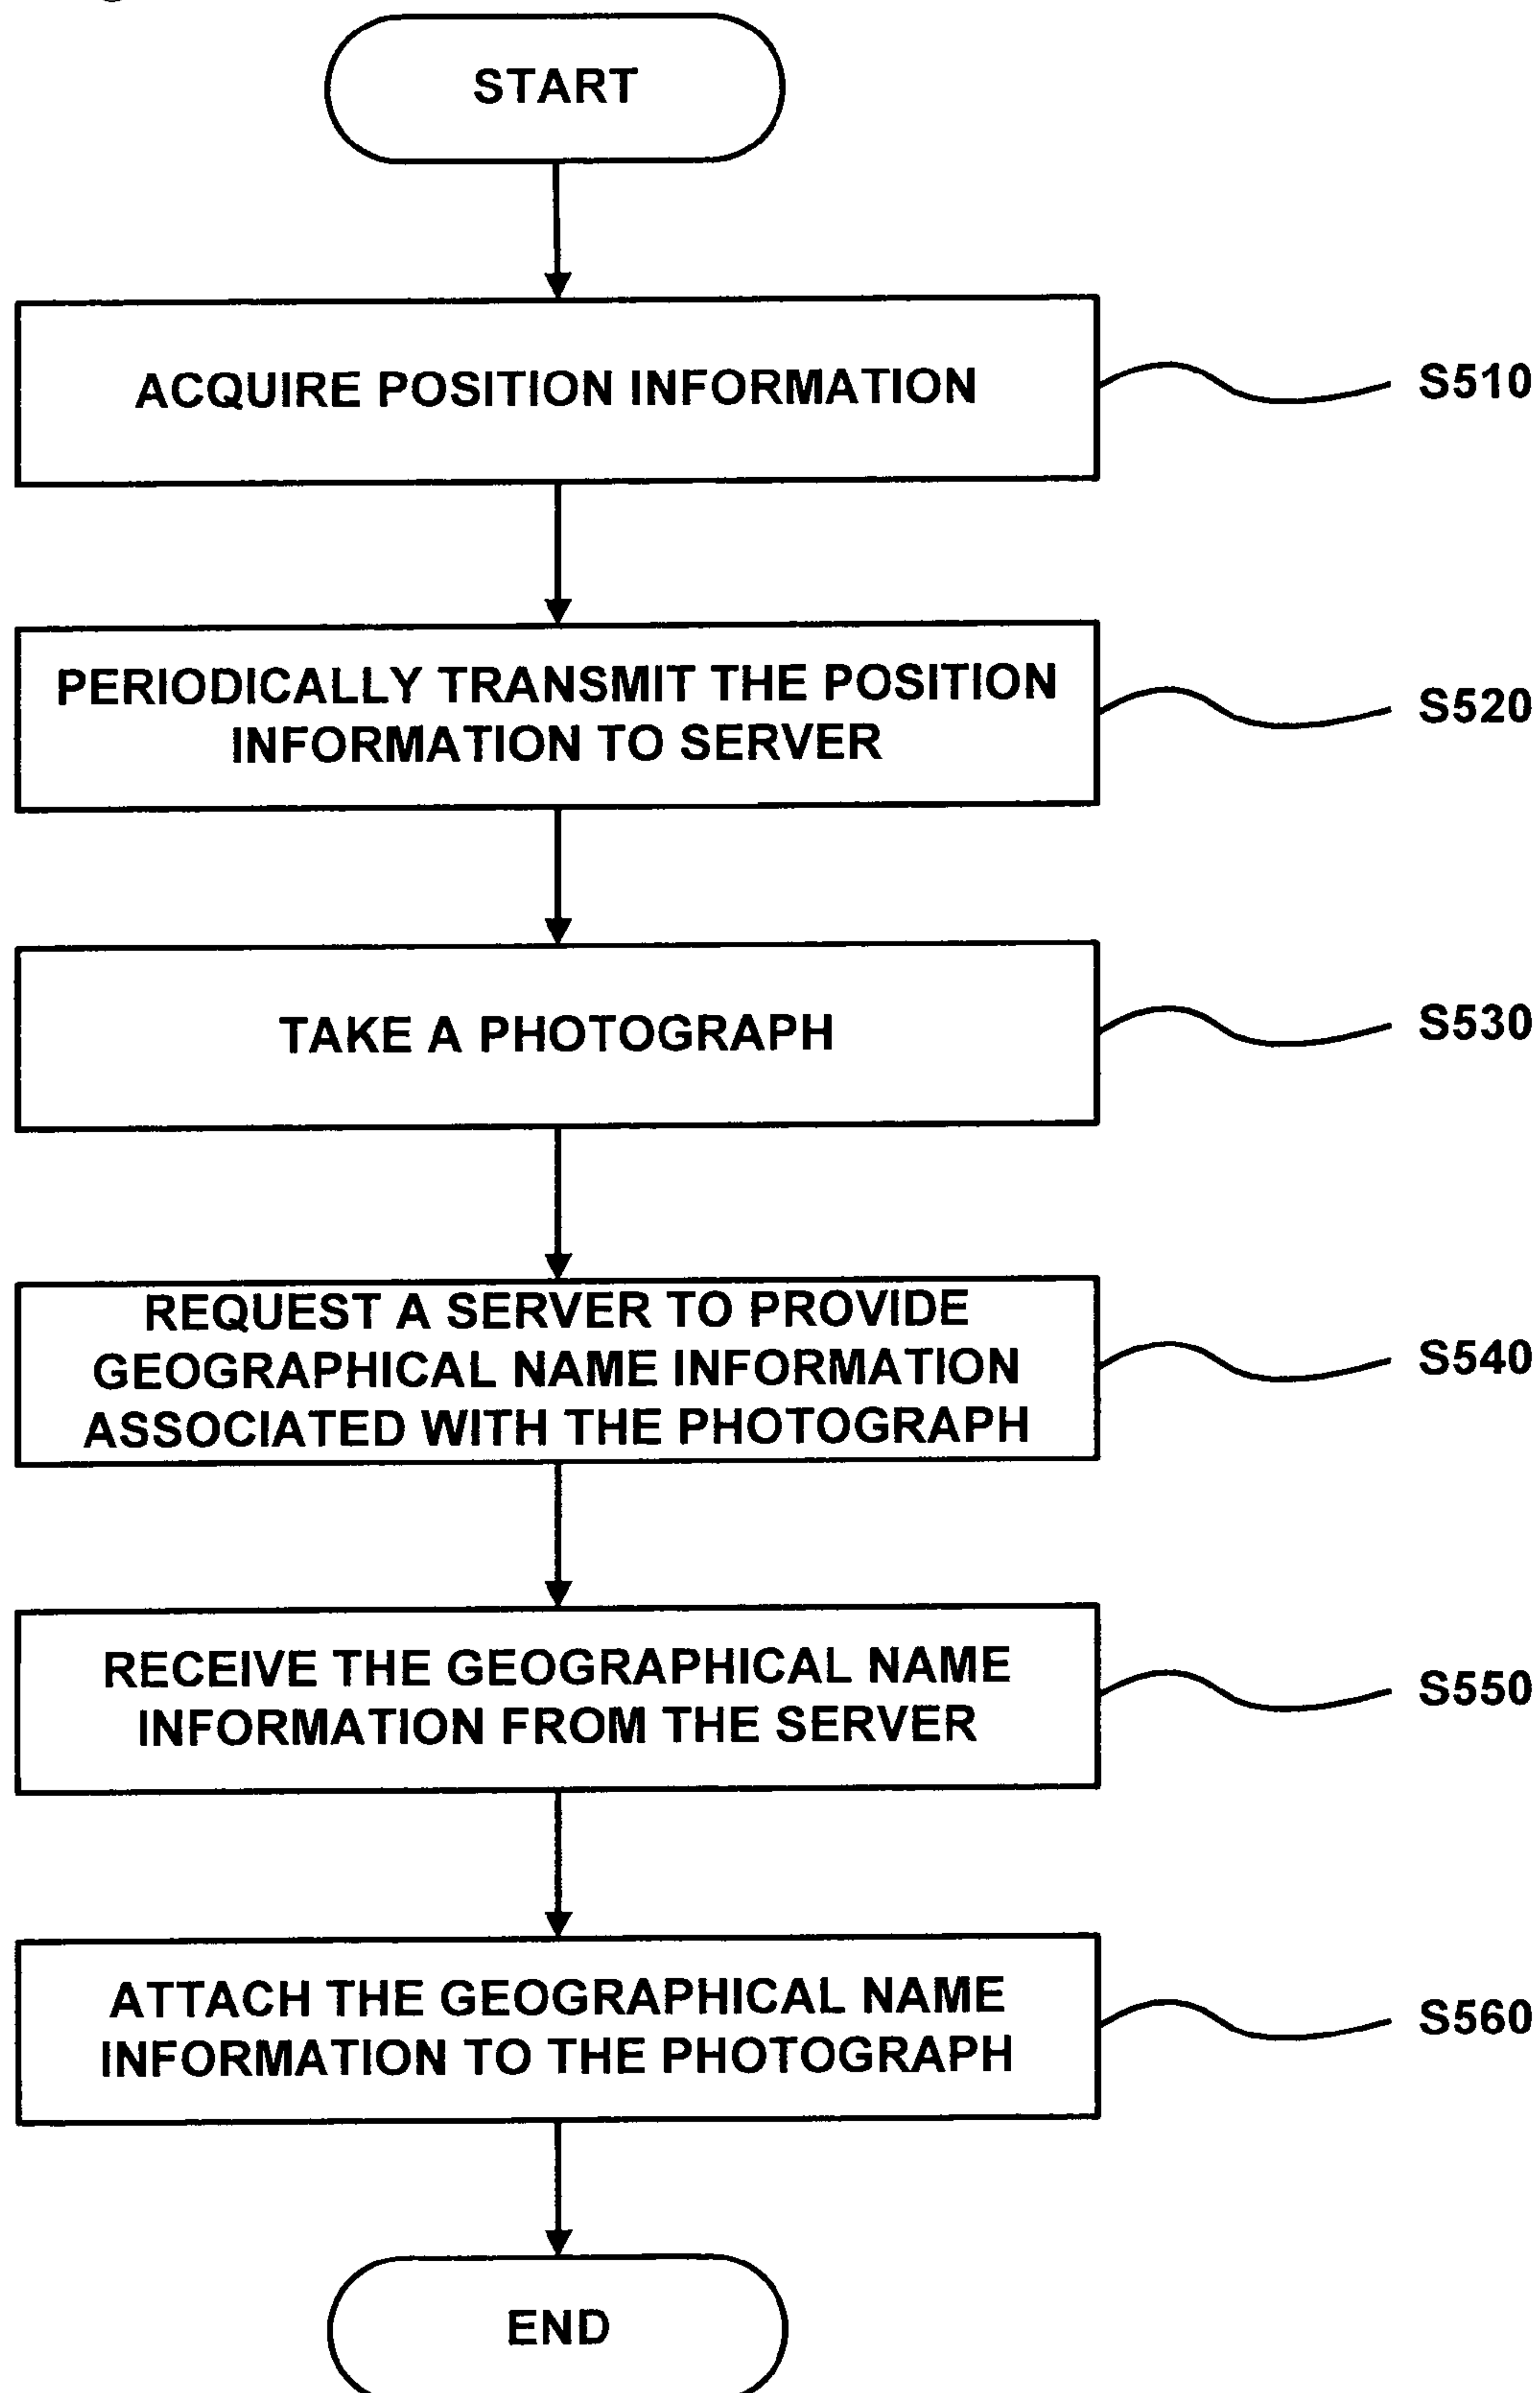 START
ACQUIRE POSITION INFORMATION
S510
PERIODICALLY TRANSMIT THE POSITION
INFORMATION TO SERVER
S520
TAKE A PHOTOGRAPH
S530
REQUEST A SERVER TO PROVIDE
GEOGRAPHICAL NAME INFORMATION
ASSOCIATED WITH THE PHOTOGRAPH
S540
RECEIVE THE GEOGRAPHICAL NAME
INFORMATION FROM THE SERVER
S550
ATTACH THE GEOGRAPHICAL NAME
INFORMATION TO THE PHOTOGRAPH
S560
END